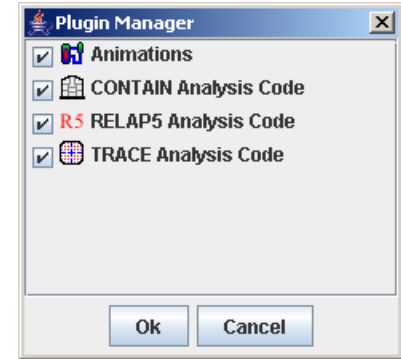 Plugin Manager
Animations
CONTAIN Analysis Code
R5 RELAP5 Analysis Code
TRACE Analysis Code
Ok Cancel